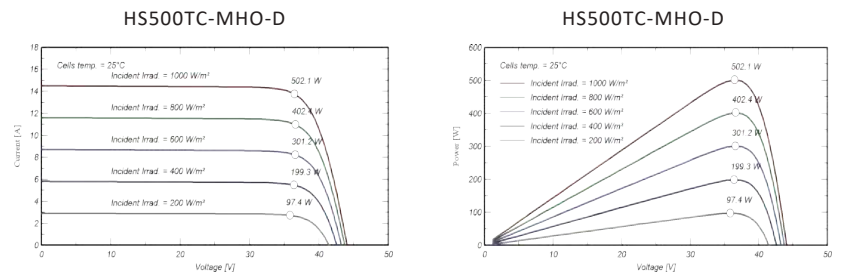 HS500TC-MHO-D
18
16
14
12
10
8
6
4
2
0
Current [A]
Cells temp. = 25°C
Incident Irrad. = 1000 W/m²
502.1 W
Incident Irrad. = 800 W/m²
402.4 W
Incident Irrad. = 600 W/m²
301.2 W
Incident Irrad. = 400 W/m²
199.3 W
Incident Irrad. = 200 W/m²
97.4 W
0 10 20 30 40 50
Voltage [V]
HS500TC-MHO-D
600
500
400
300
200
100
0
Power [W]
Cells temp. = 25°C
Incident Irrad. = 1000 W/m²
Incident Irrad. = 800 W/m²
Incident Irrad. = 600 W/m²
Incident Irrad. = 400 W/m²
Incident Irrad. = 200 W/m²
502.1 W
402.4 W
301.2 W
199.3 W
97.4 W
0 10 20 30 40 50
Voltage [V]